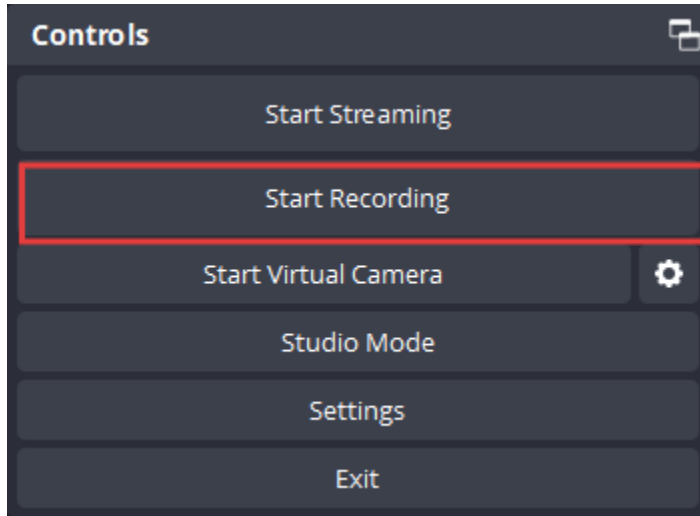 Controls
Start Streaming
Start Recording
Start Virtual Camera
Studio Mode
Settings
Exit